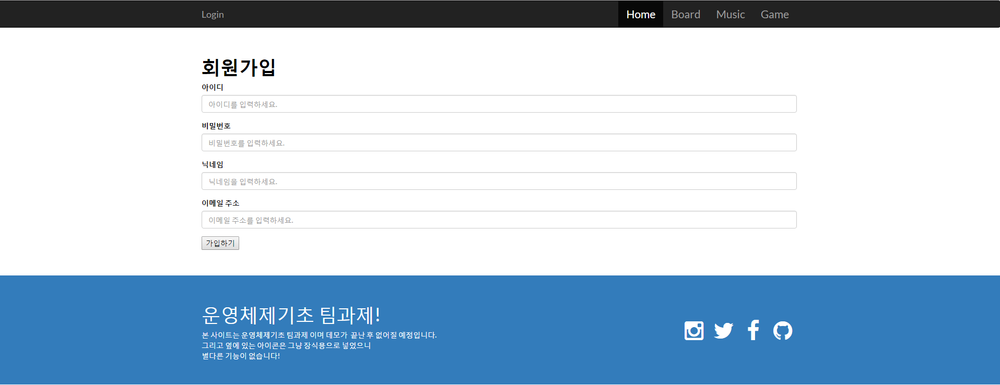 Login
Home Board Music Game
회원가입
아이디
아이디를 입력하세요.
비밀번호
비밀번호를 입력하세요.
닉네임
닉네임을 입력하세요.
이메일 주소
이메일 주소를 입력하세요.
가입하기
운영체제기초 팀과제!
본 사이트는 운영체제기초 팀과제 이며 데모가 끝난 후 없어질 예정입니다.
그리고 옆에 있는 아이콘은 그냥 장식용으로 넣었으니
별다른 기능이 없습니다!